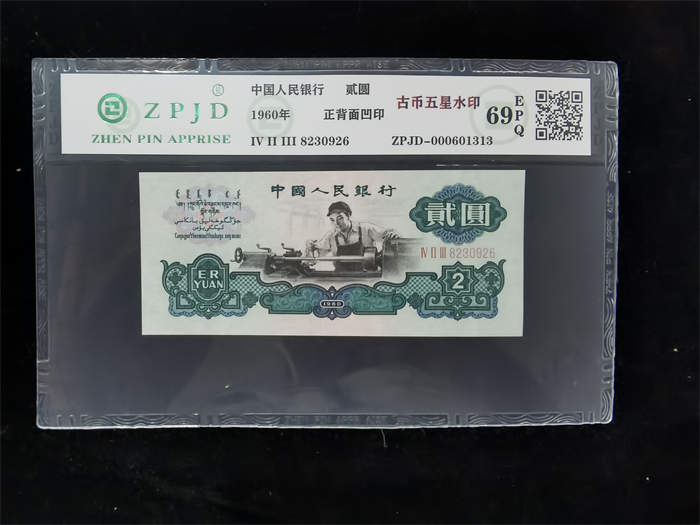 ZPJD
ZHEN PIN APPRISE
中国人民银行 贰圆
1960年 正背面凹印
IV II III 8230926
古币五星水印
ZPJD-000601313
69 EPQ
中國人民銀行
貳圓
IV II III 8230926
ER
YUAN
1960
2